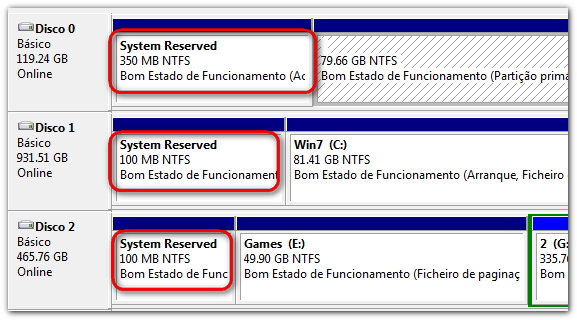 Disco 0
Básico
119.24 GB
Online
System Reserved
350 MB NTFS
Bom Estado de Funcionamento (Ac
79.66 GB NTFS
Bom Estado de Funcionamento (Partição prima
Disco 1
Básico
931.51 GB
Online
System Reserved
100 MB NTFS
Bom Estado de Funcionament
Win7 (C:)
81.41 GB NTFS
Bom Estado de Funcionamento (Arranque, Ficheiro
Disco 2
Básico
465.76 GB
Online
System Reserved
100 MB NTFS
Bom Estado de Func
Games (E:)
49.90 GB NTFS
Bom Estado de Funcionamento (Ficheiro de paginaç
2 (G:
335.76
Bom